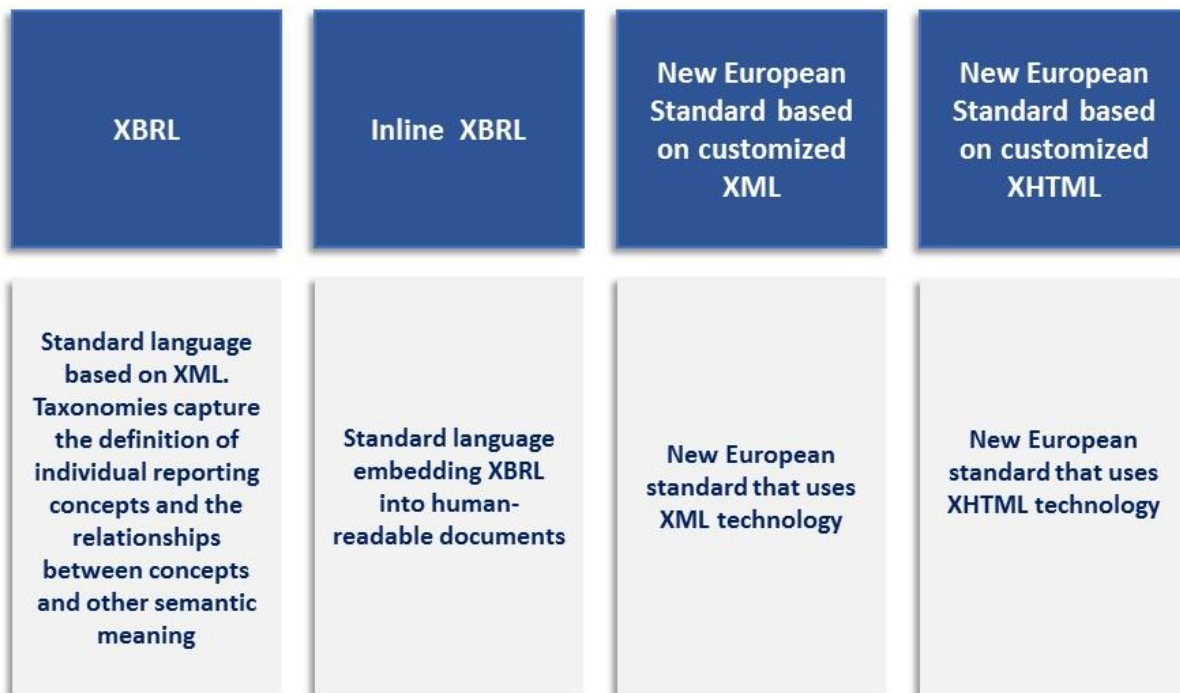 XBRL
Inline XBRL
New European
Standard based
on customized
XML
New European
Standard based
on customized
XHTML
Standard language
based on XML.
Taxonomies capture
the definition of
individual reporting
concepts and the
relationships
between concepts
and other semantic
meaning
Standard language
embedding XBRL
into human-
readable documents
New European
standard that uses
XML technology
New European
standard that uses
XHTML technology